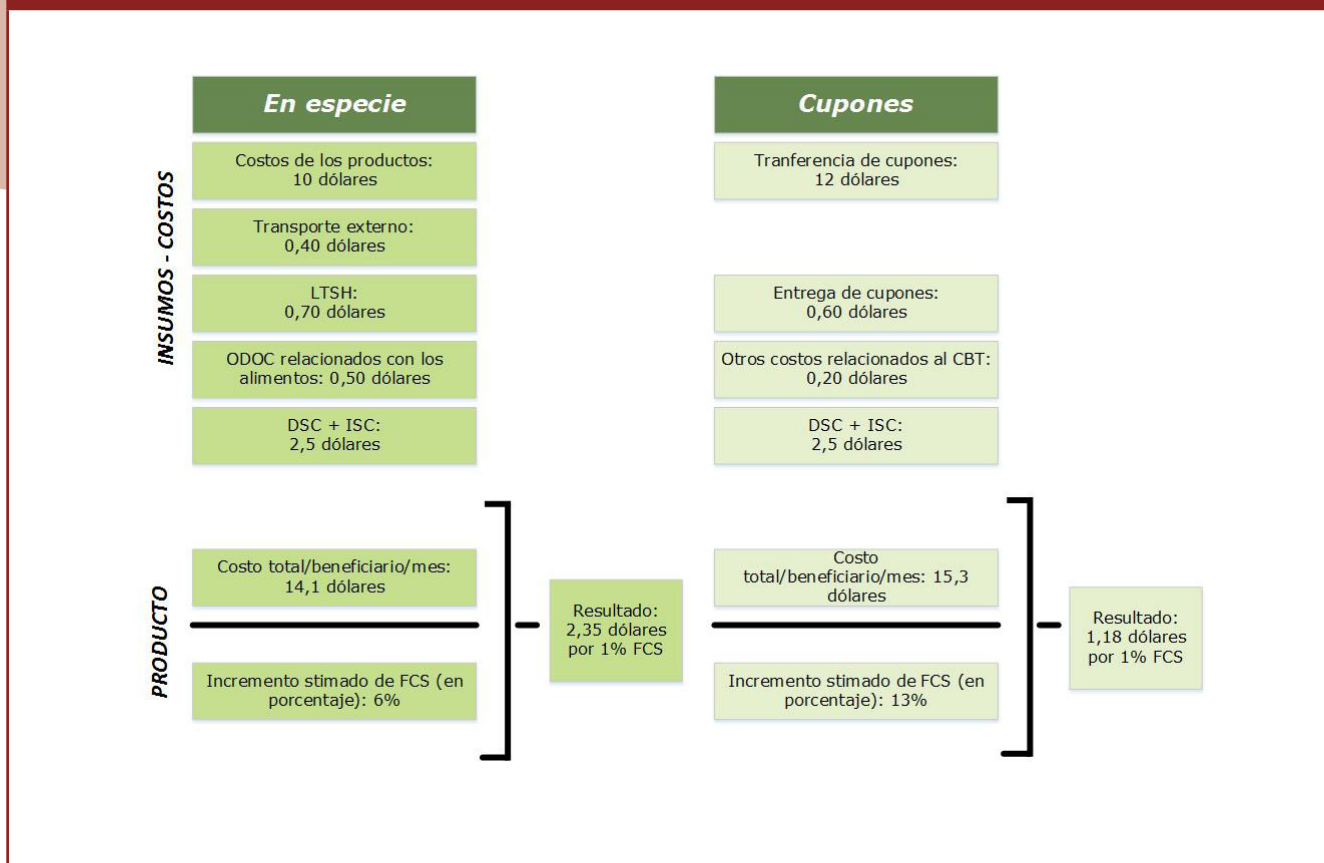 En especie
Cupones
INSUMOS - COSTOS
Costos de los productos:
10 dólares
Tranferencia de cupones:
12 dólares
Transporte externo:
0,40 dólares
LTSH:
0,70 dólares
Entrega de cupones:
0,60 dólares
ODOC relacionados con los
alimentos: 0,50 dólares
Otros costos relacionados al CBT:
0,20 dólares
DSC + ISC:
2,5 dólares
DSC + ISC:
2,5 dólares
PRODUCTO
Costo total/beneficiario/mes:
14,1 dólares
Incremento stimado de FCS (en
porcentaje): 6%
Resultado:
2,35 dólares
por 1% FCS
Costo
total/beneficiario/mes: 15,3
dólares
Incremento stimado de FCS (en
porcentaje): 13%
Resultado:
1,18 dólares
por 1% FCS